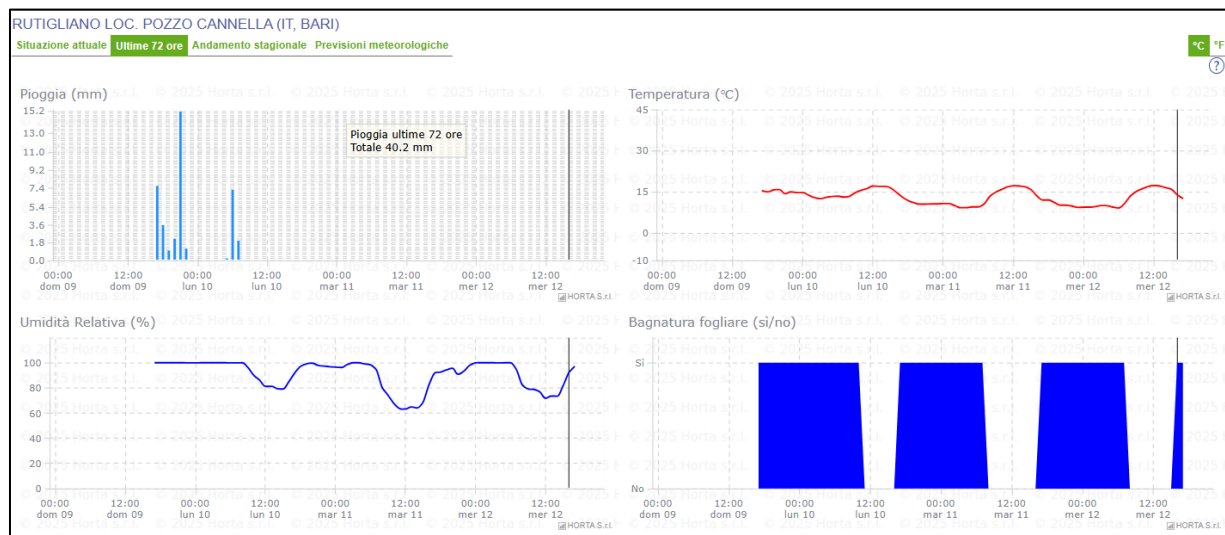 RUTIGLIANO LOC. POZZO CANNELLA (IT, BARI)
Situazione attuale Ultime 72 ore Andamento stagionale Previsioni meteorologiche
°C °F
?
Pioggia (mm)
15.2
13.0
11.0
9.2
7.4
5.4
3.6
1.8
0.0
Pioggia ultime 72 ore
Totale 40.2 mm
00:00 12:00 00:00 12:00 00:00 12:00 00:00 12:00
dom 09 dom 09 lun 10 lun 10 mar 11 mar 11 mer 12 mer 12
HORTA S.r.l.
Temperatura (°C)
45
30
15
0
-10
00:00 12:00 00:00 12:00 00:00 12:00 00:00 12:00
dom 09 dom 09 lun 10 lun 10 mar 11 mar 11 mer 12 mer 12
HORTA S.r.l.
Umidità Relativa (%)
100
80
60
40
20
0
00:00 12:00 00:00 12:00 00:00 12:00 00:00 12:00
dom 09 dom 09 lun 10 lun 10 mar 11 mar 11 mer 12 mer 12
HORTA S.r.l.
Bagnatura fogliare (si/no)
Si
No
00:00 12:00 00:00 12:00 00:00 12:00 00:00 12:00
dom 09 dom 09 lun 10 lun 10 mar 11 mar 11 mer 12 mer 12
HORTA S.r.l.
© 2025 Horta s.r.l.